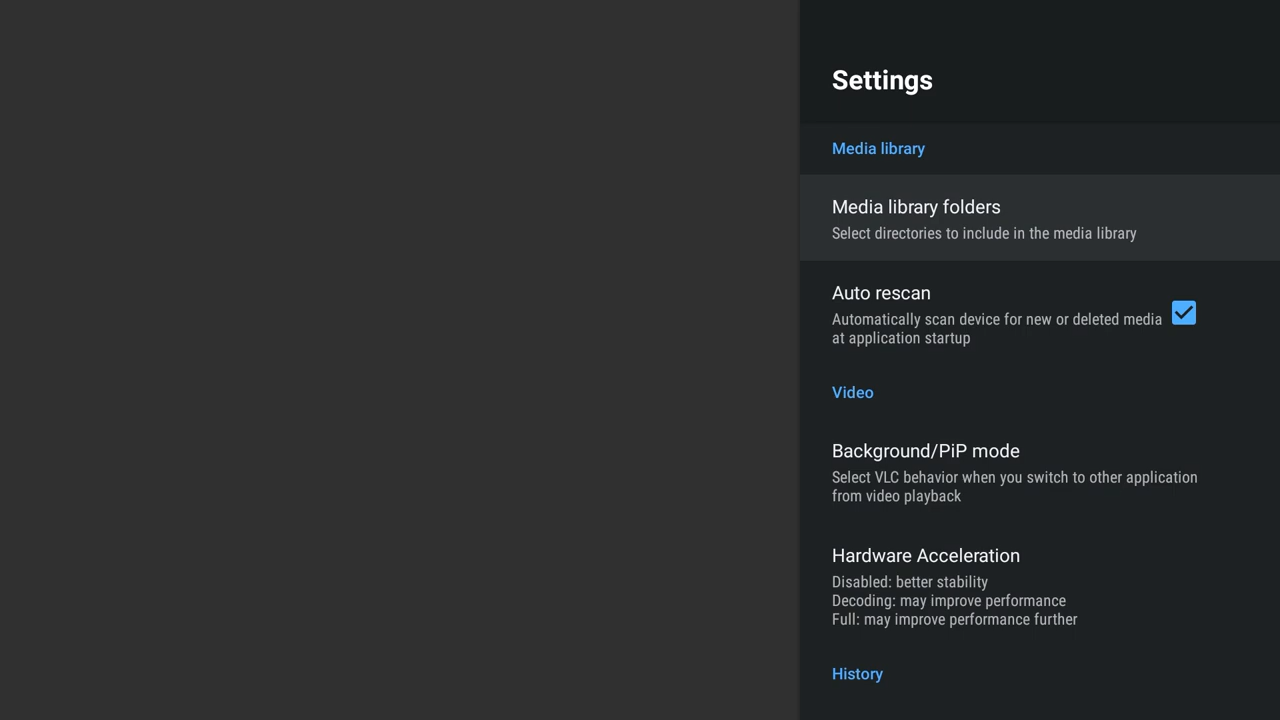 Settings
Media library
Media library folders
Select directories to include in the media library
Auto rescan
Automatically scan device for new or deleted media
at application startup
Video
Background/PiP mode
Select VLC behavior when you switch to other application
from video playback
Hardware Acceleration
Disabled: better stability
Decoding: may improve performance
Full: may improve performance further
History